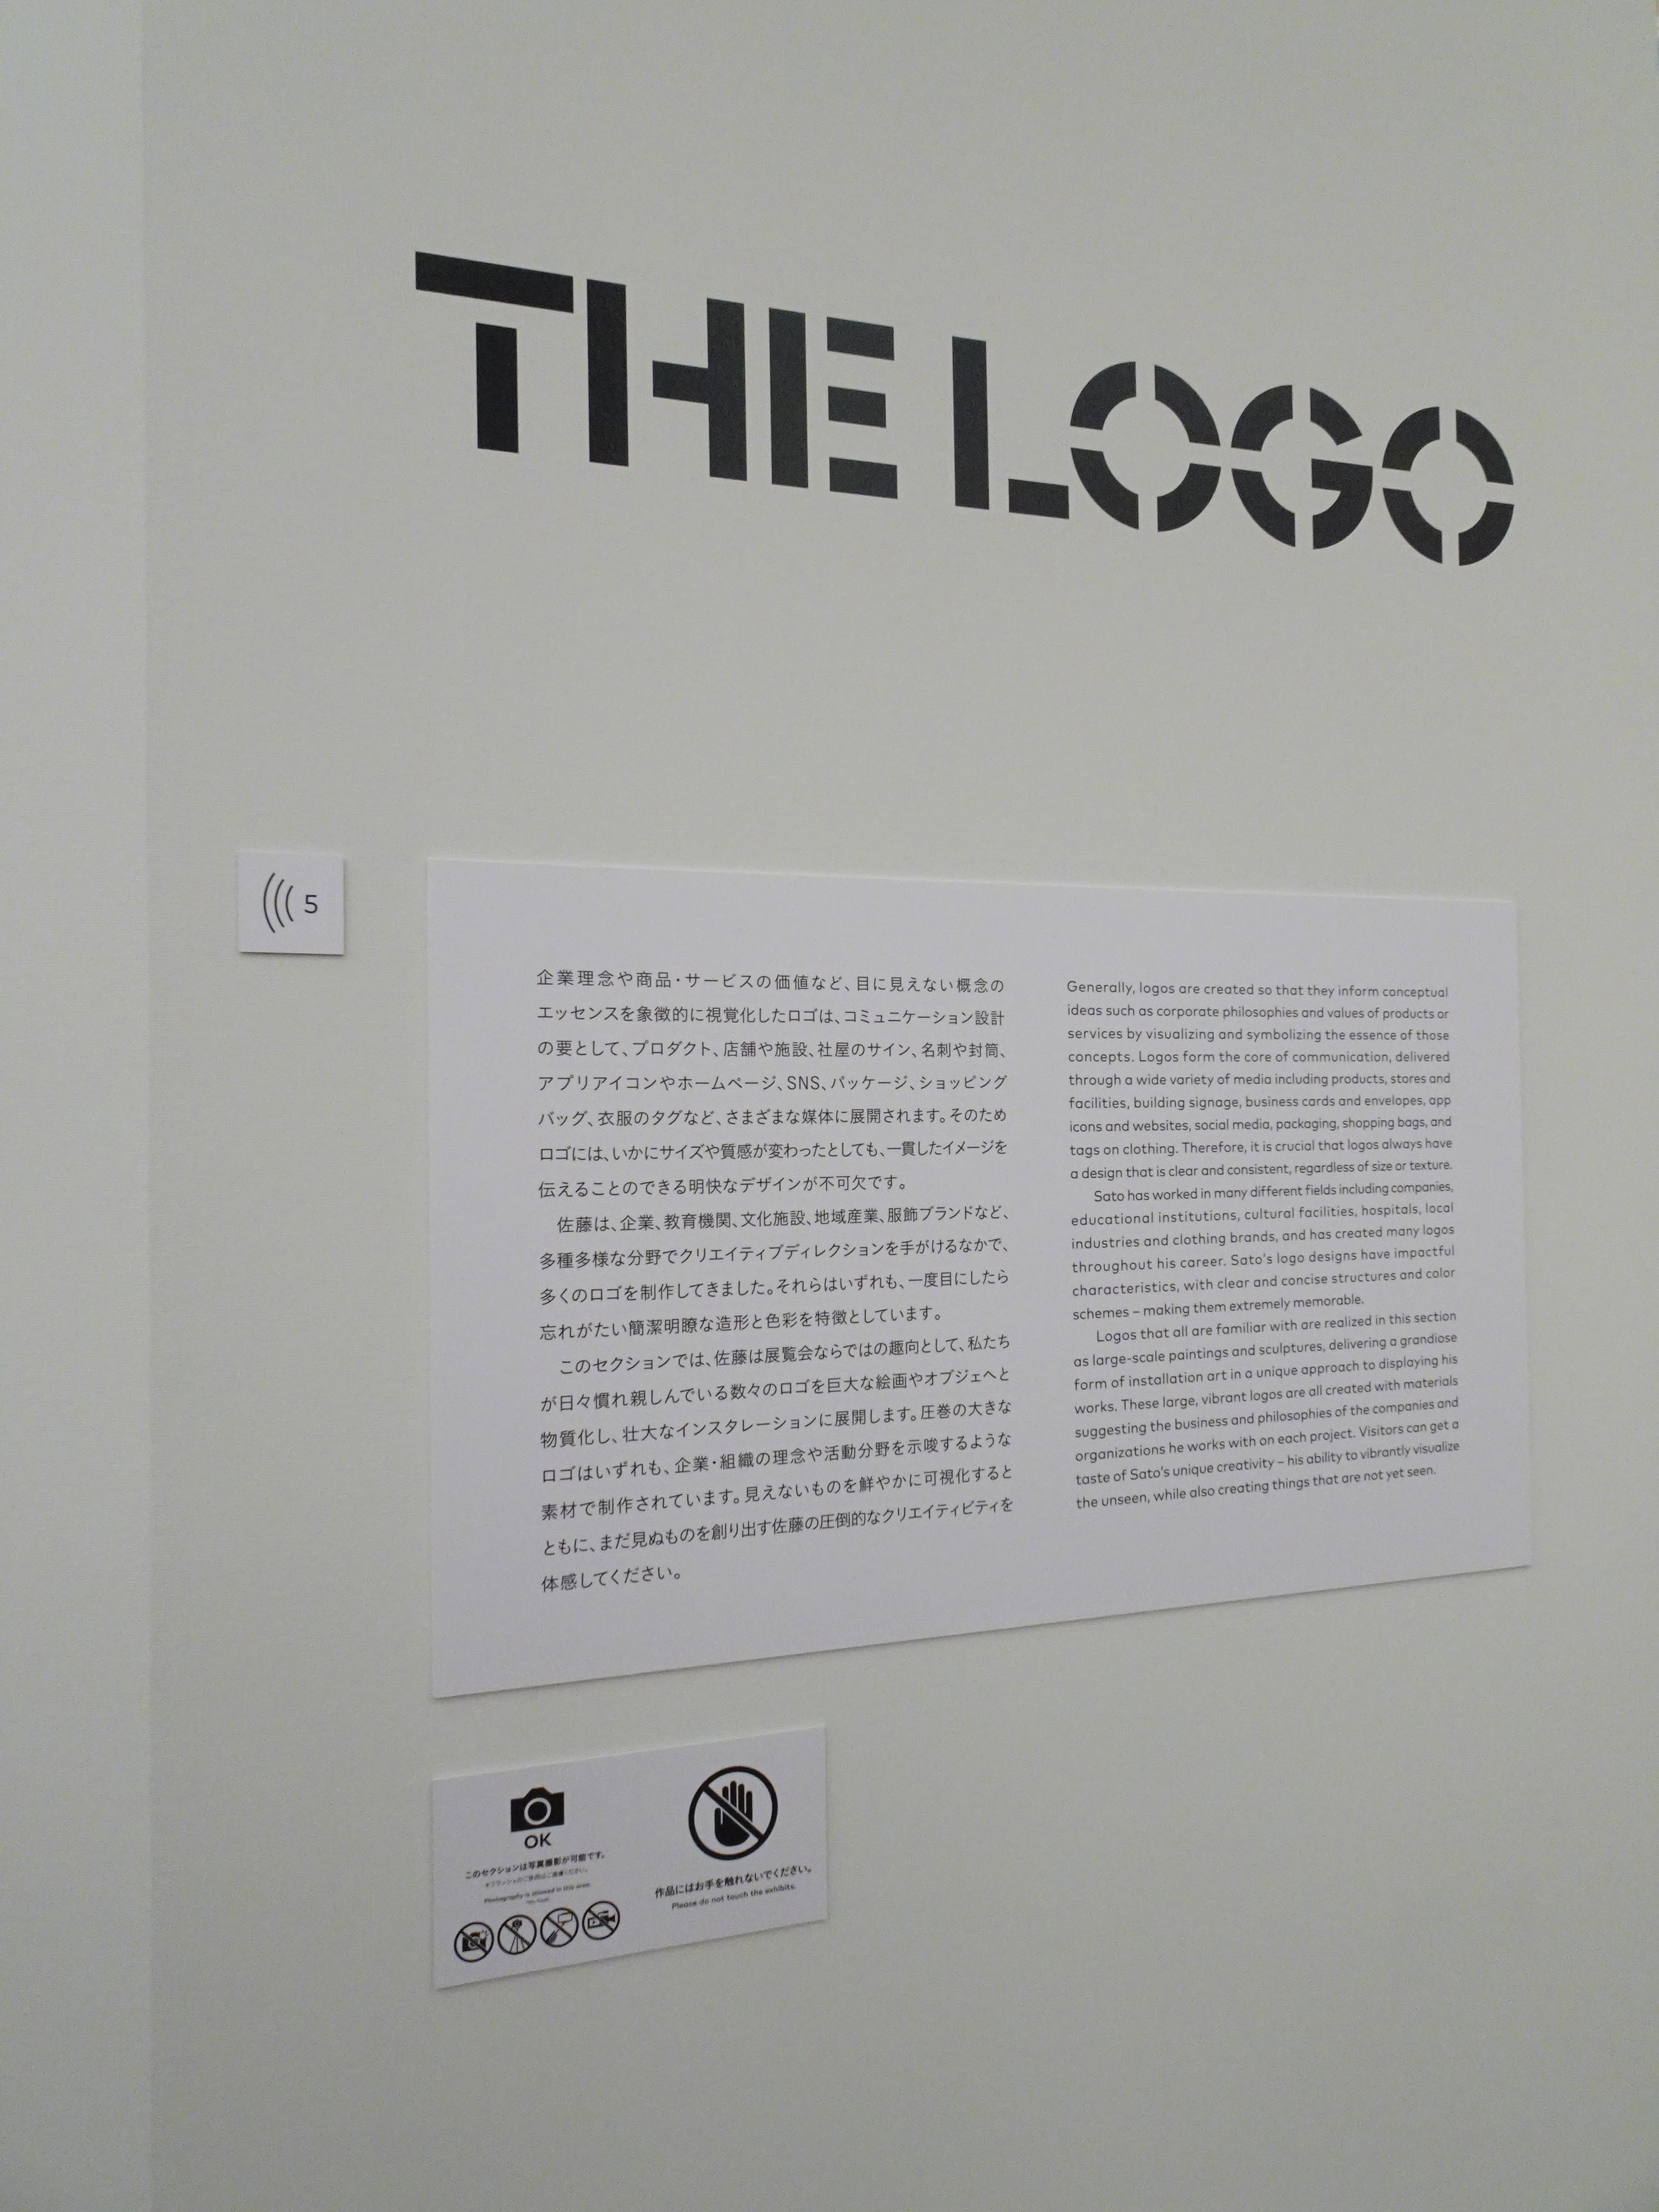 THE LOGO
5
企業理念や商品・サービスの価値など、目に見えない概念の
エッセンスを象徴的に視覚化したロゴは、コミュニケーション設計
の要として、プロダクト、店舗や施設、社屋のサイン、名刺や封筒、
アプリアイコンやホームページ、SNS、パッケージ、ショッピング
バッグ、衣服のタグなど、さまざまな媒体に展開されます。そのため
ロゴには、いかにサイズや質感が変わったとしても、一貫したイメージを
伝えることのできる明快なデザインが不可欠です。
佐藤は、企業、教育機関、文化施設、地域産業、服飾ブランドなど、
多種多様な分野でクリエイティブディレクションを手がけるなかで、
多くのロゴを制作してきました。それらはいずれも、一度目にしたら
忘れがたい簡潔明瞭な造形と色彩を特徴としています。
このセクションでは、佐藤は展覧会ならではの趣向として、私たち
が日々慣れ親しんでいる数々のロゴを巨大な絵画やオブジェへと
物質化し、壮大なインスタレーションに展開します。圧巻の大きな
ロゴはいずれも、企業・組織の理念や活動分野を示唆するような
素材で制作されています。見えないものを鮮やかに可視化すると
ともに、まだ見ぬものを創り出す佐藤の圧倒的なクリエイティビティを
体感してください。
Generally, logos are created so that they inform conceptual
ideas such as corporate philosophies and values of products or
services by visualizing and symbolizing the essence of those
concepts. Logos form the core of communication, delivered
through a wide variety of media including products, stores and
facilities, building signage, business cards and envelopes, app
icons and websites, social media, packaging, shopping bags, and
tags on clothing. Therefore, it is crucial that logos always have
a design that is clear and consistent, regardless of size or texture.
Sato has worked in many different fields including companies,
educational institutions, cultural facilities, hospitals, local
industries and clothing brands, and has created many logos
throughout his career. Sato's logo designs have impactful
characteristics, with clear and concise structures and color
schemes – making them extremely memorable.
Logos that all are familiar with are realized in this section
as large-scale paintings and sculptures, delivering a grandiose
form of installation art in a unique approach to displaying his
works. These large, vibrant logos are all created with materials
suggesting the business and philosophies of the companies and
organizations he works with on each project. Visitors can get a
taste of Sato's unique creativity – his ability to vibrantly visualize
the unseen, while also creating things that are not yet seen.
OK
このセクションは写真撮影が可能です。
Photography is allowed in this area.
作品にはお手を触れないでください。
Please do not touch the exhibits.